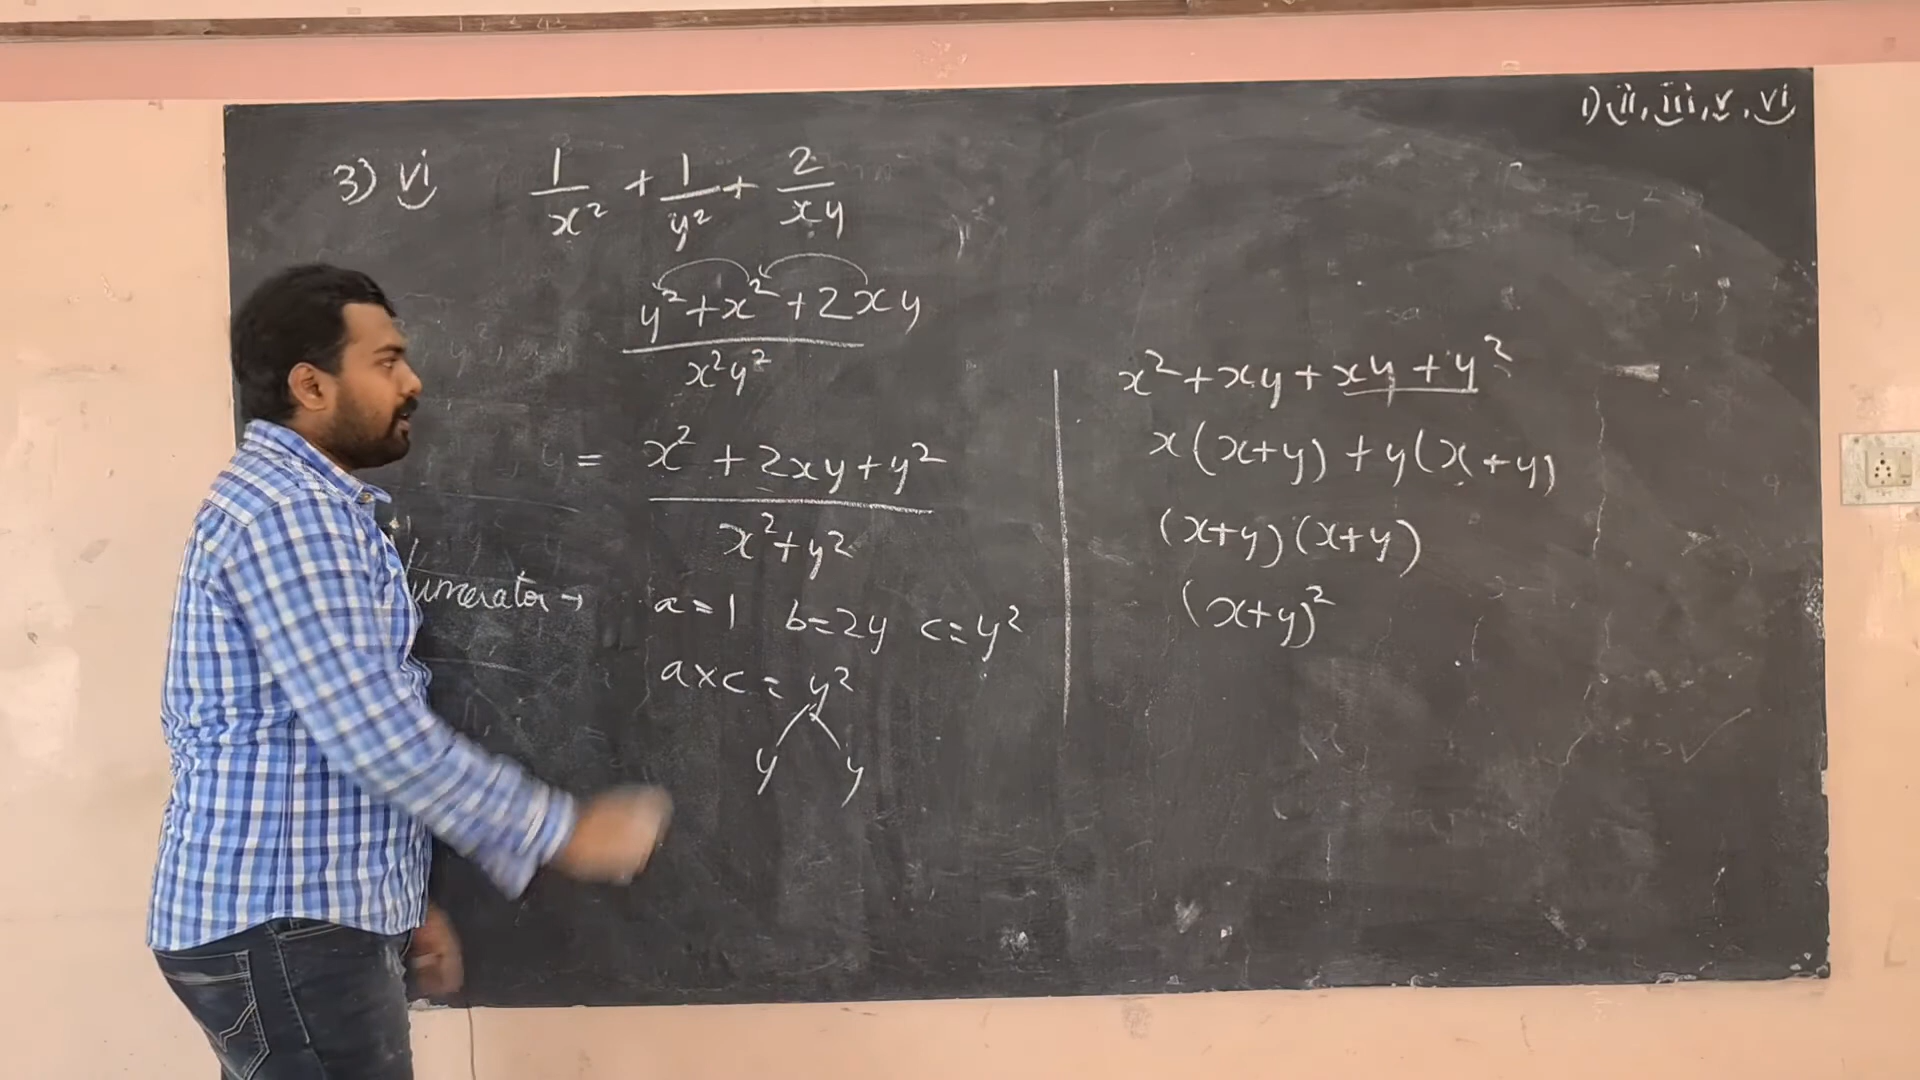 1) ii, iii, v, vi
3) vi 1/x² + 1/y² + 2/xy
y² + x² + 2xy / x²y²
= x² + 2xy + y² / x² + y²
Numerator → a = 1 b = 2y c = y²
a × c = y²
y y
x² + xy + xy + y²
x(x+y) + y(x+y)
(x+y)(x+y)
(x+y)²